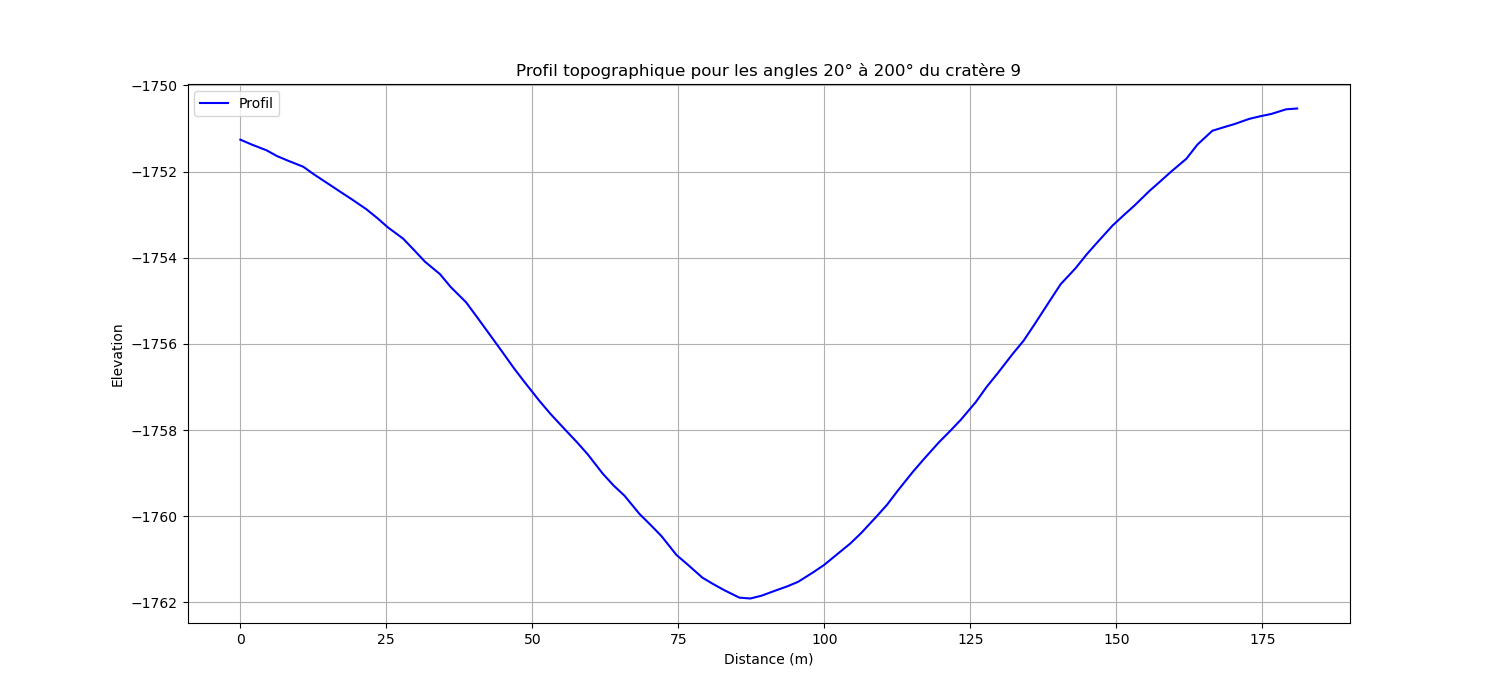 Profil topographique pour les angles 20° à 200° du cratère 9
Profil
Elevation
−1750
−1752
−1754
−1756
−1758
−1760
−1762
0 25 50 75 100 125 150 175
Distance (m)